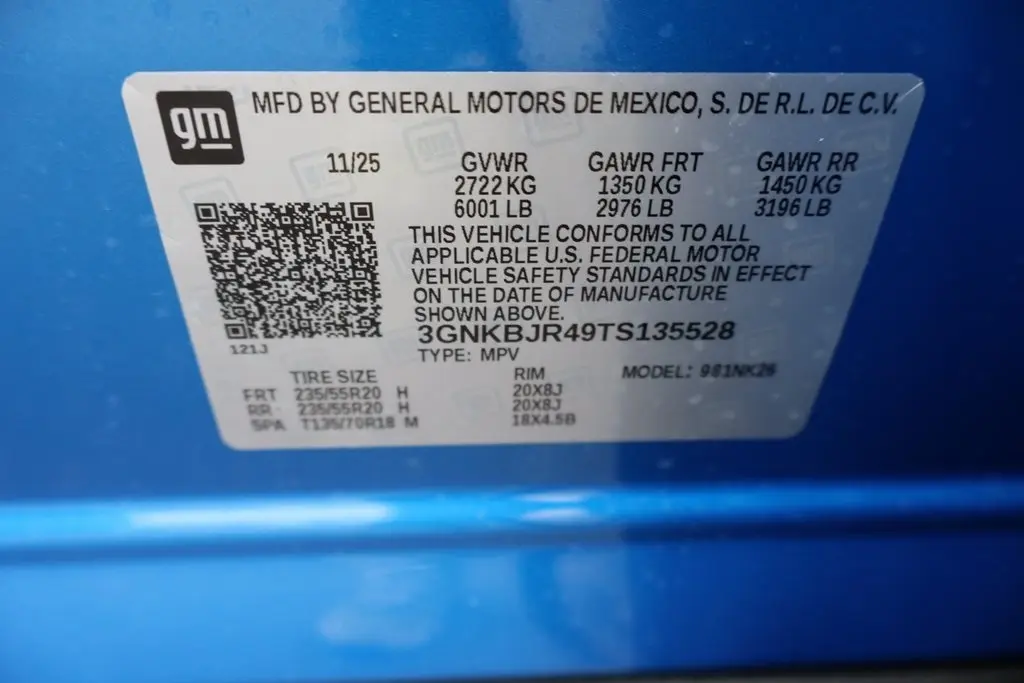 gm
MFD BY GENERAL MOTORS DE MEXICO, S. DE R.L. DE C.V.
11/25 GVWR GAWR FRT GAWR RR
2722 KG 1350 KG 1450 KG
6001 LB 2976 LB 3196 LB
THIS VEHICLE CONFORMS TO ALL
APPLICABLE U.S. FEDERAL MOTOR
VEHICLE SAFETY STANDARDS IN EFFECT
ON THE DATE OF MANUFACTURE
SHOWN ABOVE.
3GNKBJR49TS135528
121J
TYPE: MPV
TIRE SIZE RIM MODEL:
FRT 235/55R20 H 20X8J
RR 235/55R20 H 20X8J
SPA T135/70R18 M 18X4.5B